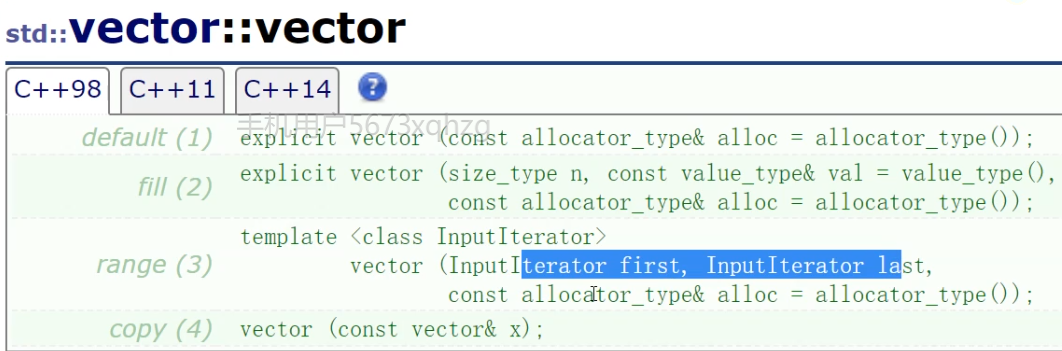 std::vector::vector
C++98 C++11 C++14 ?
手机用户5673xqhzg
default (1) explicit vector (const allocator_type& alloc = allocator_type());
fill (2) explicit vector (size_type n, const value_type& val = value_type(),
const allocator_type& alloc = allocator_type());
template <class InputIterator>
range (3) vector (InputIterator first, InputIterator last,
const allocator_type& alloc = allocator_type());
copy (4) vector (const vector& x);